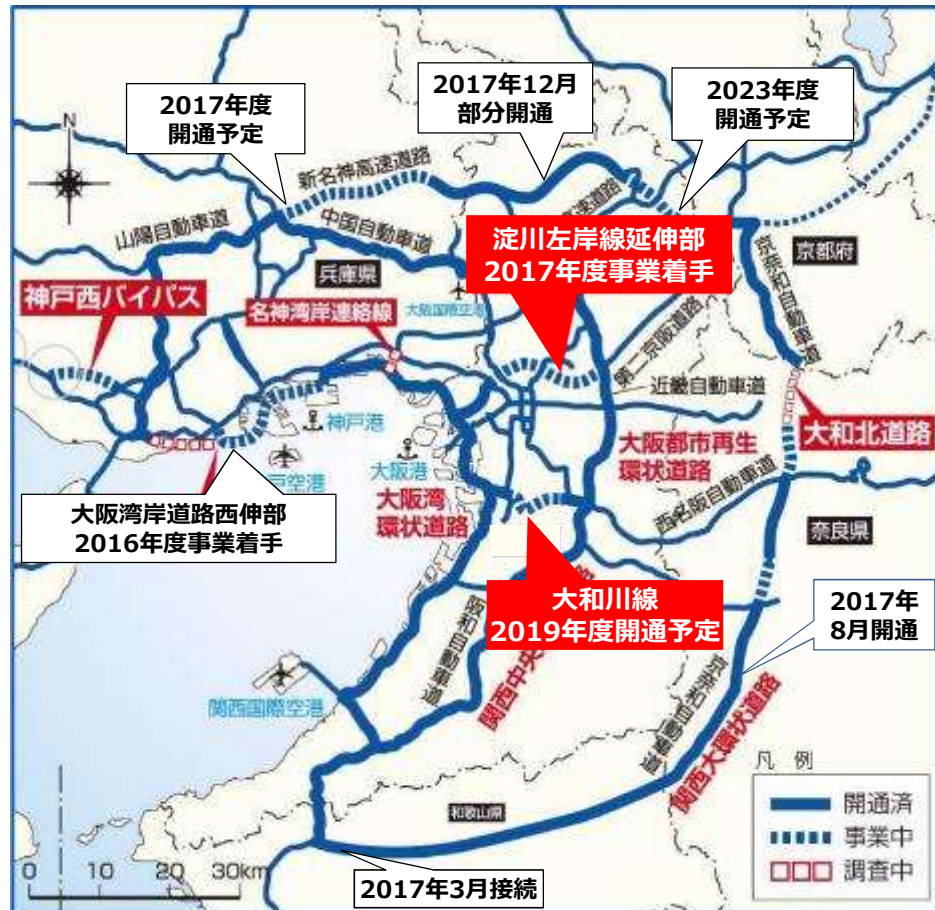 2017年度
開通予定
2017年12月
部分開通
2023年度
開通予定
N
新名神高速道路
山陽自動車道
中国自動車道
速道路
淀川左岸線延伸部
2017年度事業着手
京都府
京奈和自動車道
兵庫県
神戸西バイパス
名神湾岸連絡線
大阪国際空港
第二京阪道路
近畿自動車道
神戸港
大阪港
戸空港
大阪都市再生
環状道路
大和北道路
大阪湾
環状道路
西名阪自動車道
大阪湾岸道路西伸部
2016年度事業着手
奈良県
大和川線
2019年度開通予定
2017年
8月開通
阪和自動車道
関西中央
京奈和自動車道
関西大環状道路
関西国際空港
和歌山県
凡 例
開通済
事業中
調査中
0 10 20 30km
2017年3月接続